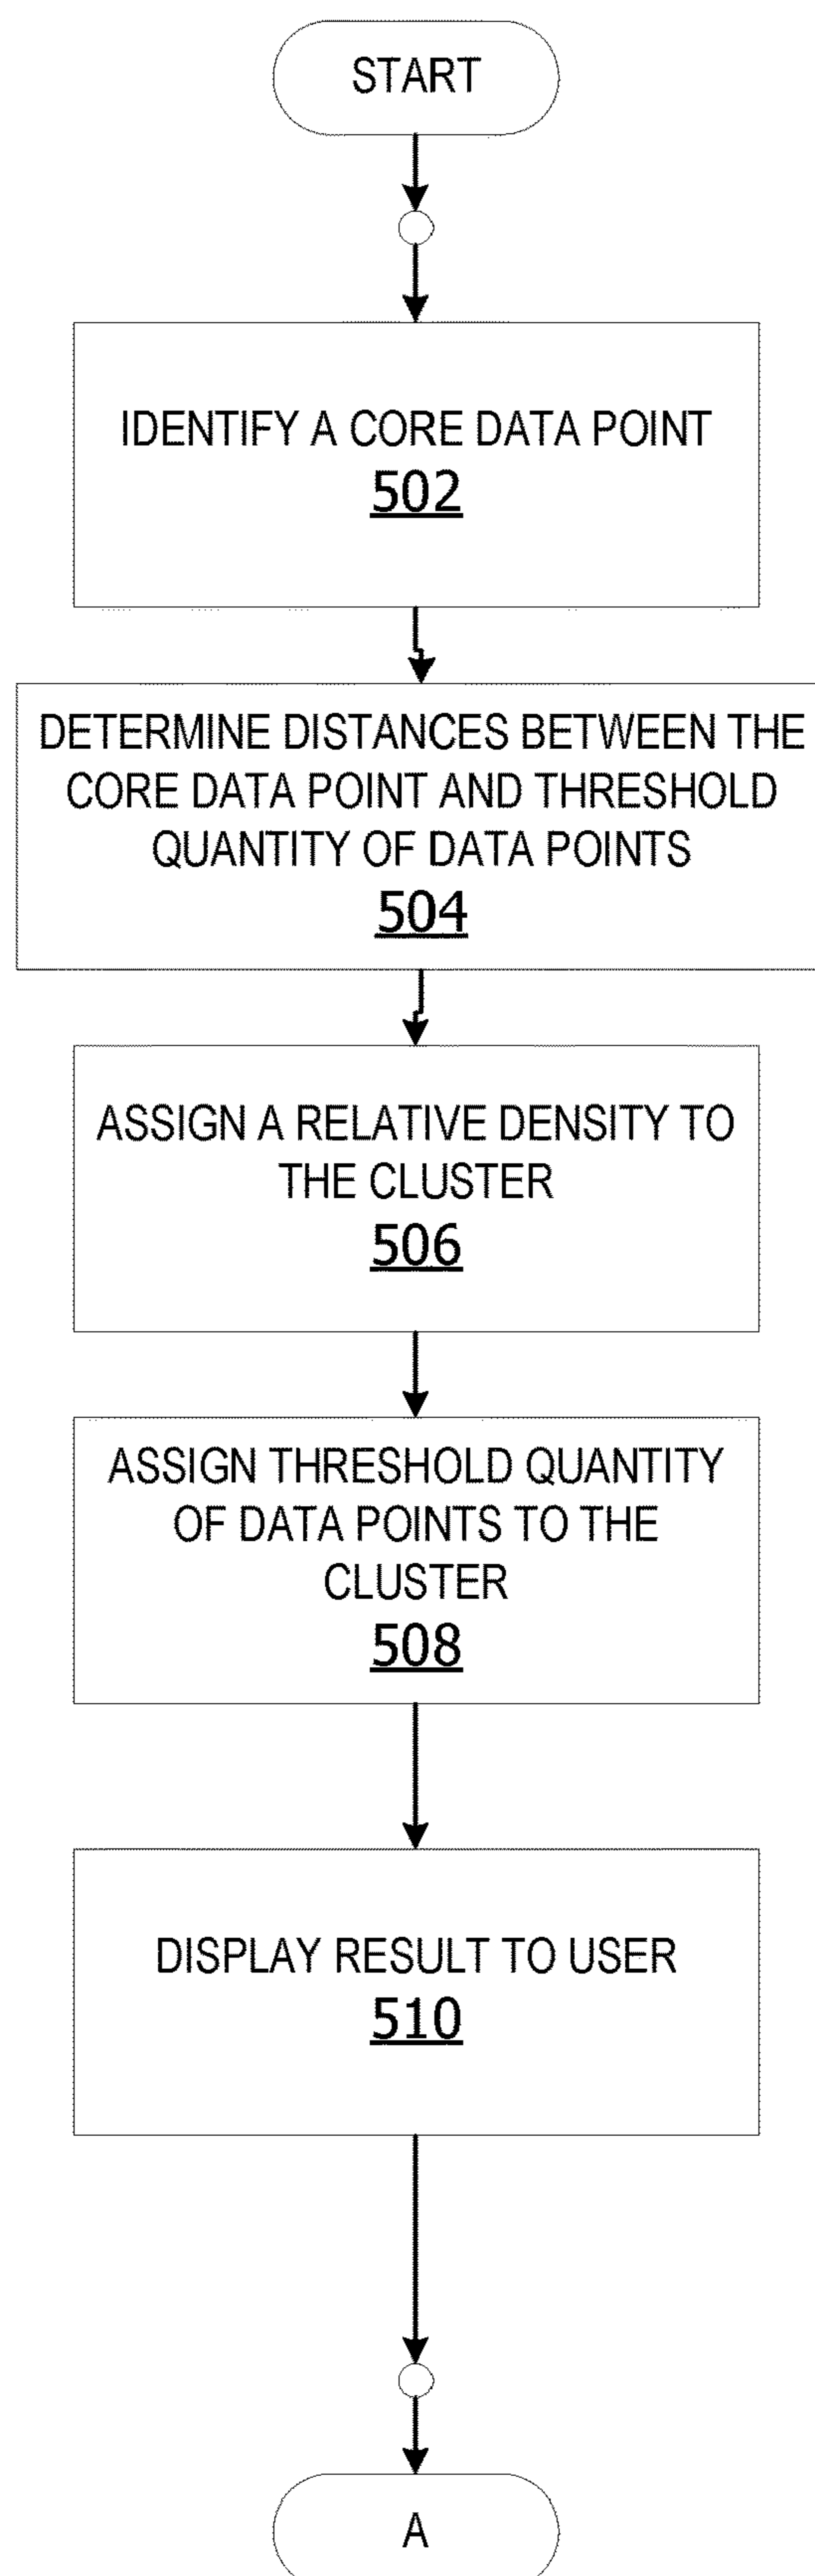 START
IDENTIFY A CORE DATA POINT
502
DETERMINE DISTANCES BETWEEN THE
CORE DATA POINT AND THRESHOLD
QUANTITY OF DATA POINTS
504
ASSIGN A RELATIVE DENSITY TO
THE CLUSTER
506
ASSIGN THRESHOLD QUANTITY
OF DATA POINTS TO THE
CLUSTER
508
DISPLAY RESULT TO USER
510
A